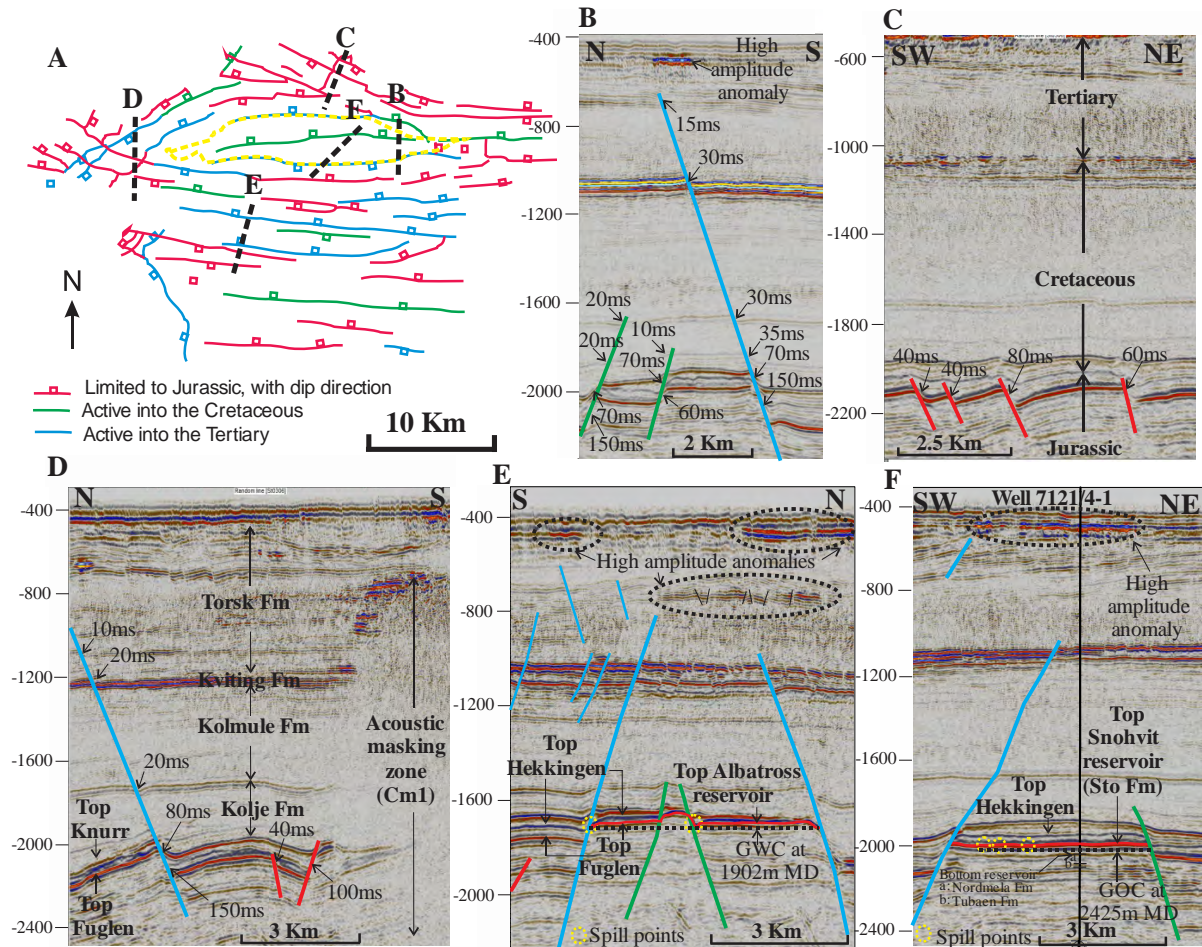 A
D
C
F
B
E
N
Limited to Jurassic, with dip direction
Active into the Cretaceous
Active into the Tertiary
10 Km
B
N
S
High
amplitude
anomaly
-400
-800
-1200
-1600
-2000
15ms
30ms
30ms
35ms
70ms
150ms
20ms
20ms
10ms
70ms
70ms
60ms
150ms
2 Km
C
SW
NE
-600
-1000
-1400
-1800
-2200
Tertiary
Cretaceous
Jurassic
40ms
40ms
80ms
60ms
2.5 Km
D
N
S
-400
-800
-1200
-1600
-2000
-2400
Torsk Fm
Kviting Fm
Kolmule Fm
Kolje Fm
Acoustic
masking
zone
(Cm1)
10ms
20ms
20ms
80ms
40ms
100ms
150ms
Top
Knurr
Top
Fuglen
3 Km
E
S
N
-400
-800
-1200
-1600
-2000
High amplitude anomalies
Top
Hekkingen
Top Albatross
reservoir
Top
Fuglen
GWC at
1902m MD
Spill points
3 Km
F
SW
Well 7121/4-1
NE
-400
-800
-1200
-1600
-2000
-2400
High
amplitude
anomaly
Top
Snohvit
reservoir
(Sto Fm)
Top
Hekkingen
a
b
Bottom reservoir
a: Nordmela Fm
b: Tubaen Fm
GOC at
2425m MD
Spill points
3 Km